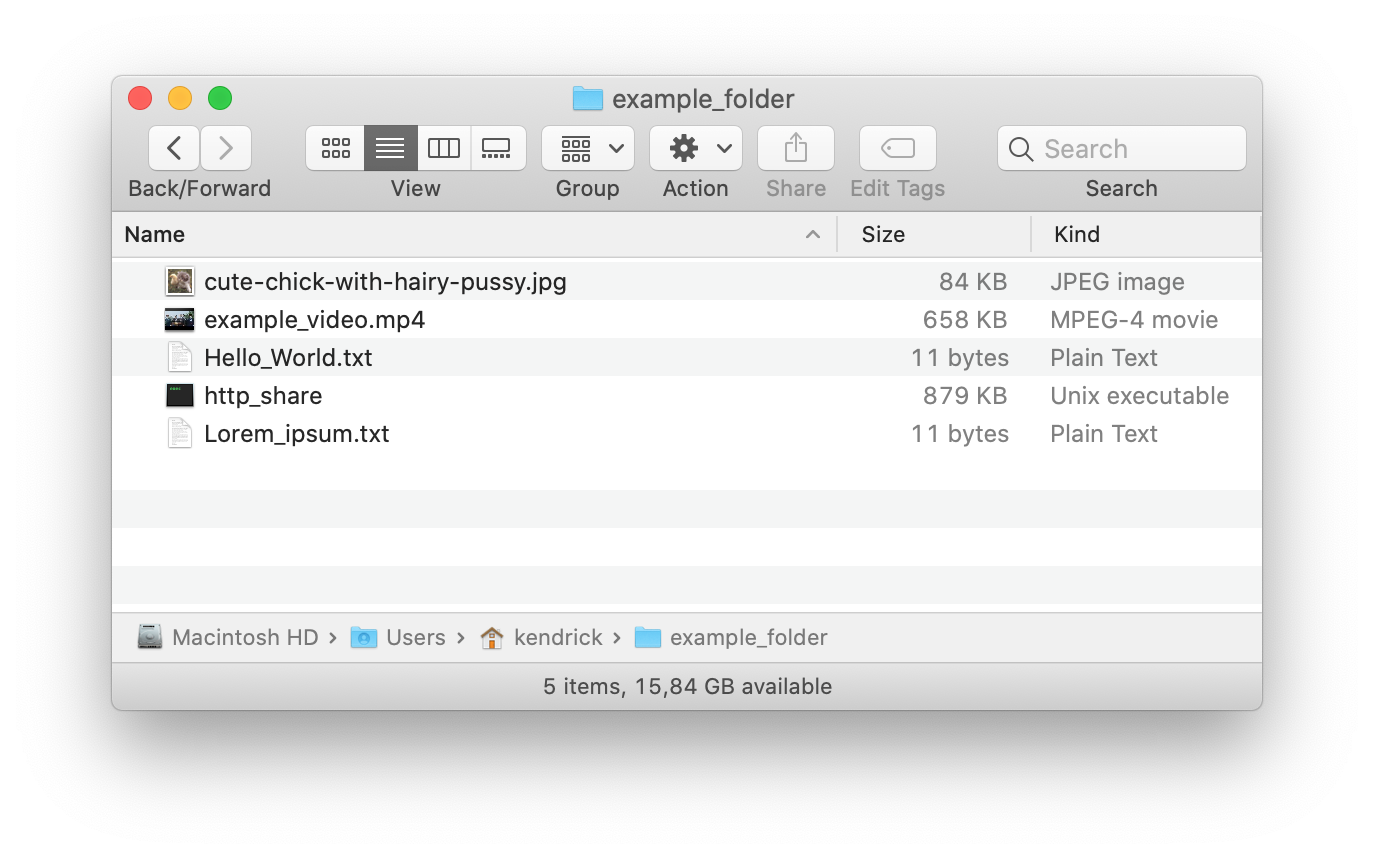 example_folder
Search
Back/Forward View Group Action Share Edit Tags Search
Name Size Kind
cute-chick-with-hairy-pussy.jpg 84 KB JPEG image
example_video.mp4 658 KB MPEG-4 movie
Hello_World.txt 11 bytes Plain Text
http_share 879 KB Unix executable
Lorem_ipsum.txt 11 bytes Plain Text
Macintosh HD › Users › kendrick › example_folder
5 items, 15,84 GB available